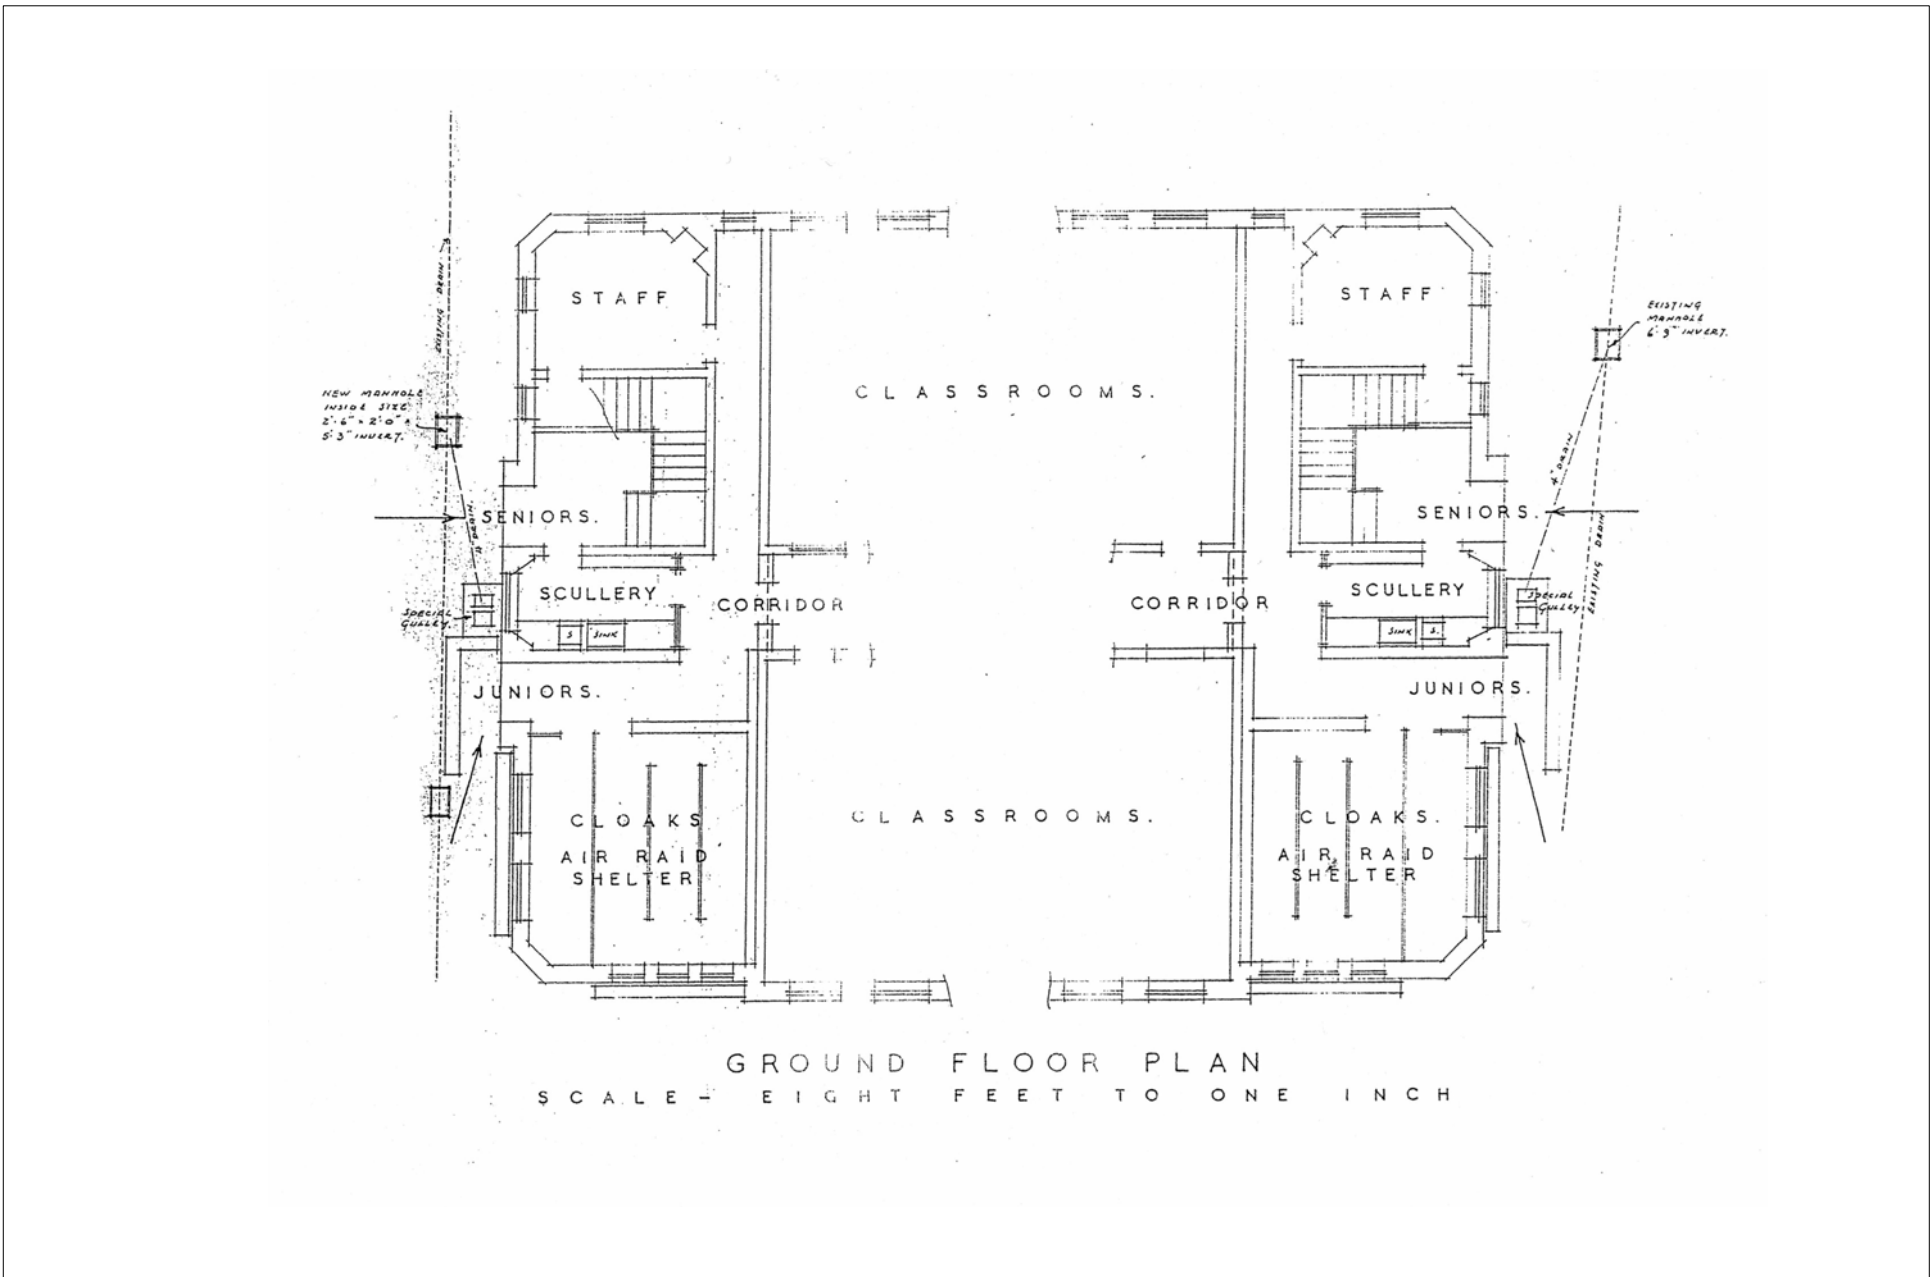 STAFF
STAFF
EXISTING DRAIN
EXISTING
MANHOLE
6'·9" INVERT.
CLASSROOMS.
NEW MANHOLE
INSIDE SIZE
2'·6" × 2'·0" ×
5'·3" INVERT.
4" DRAIN
4" DRAIN
SENIORS.
SENIORS.
EXISTING DRAIN
SCULLERY
CORRIDOR
CORRIDOR
SCULLERY
SPECIAL
GULLEY.
SPECIAL
GULLEY
S
SINK
SINK
S.
JUNIORS.
JUNIORS.
CLASSROOMS.
CLOAKS
AIR RAID
SHELTER
CLOAKS.
AIR RAID
SHELTER
GROUND FLOOR PLAN
SCALE - EIGHT FEET TO ONE INCH